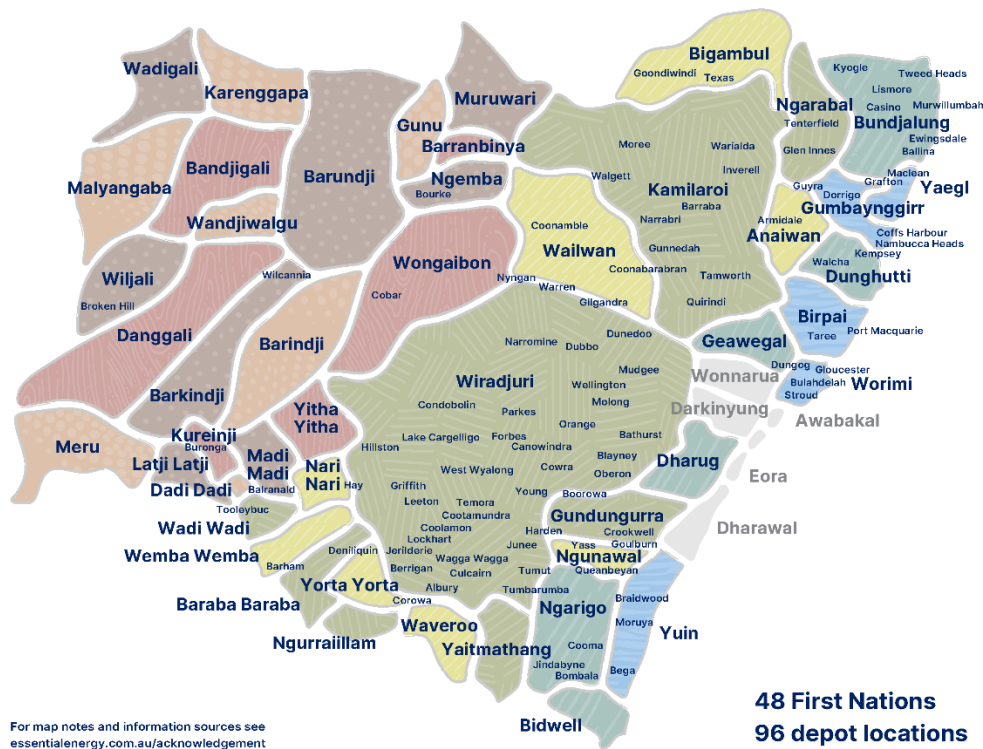 Bigambul
Goondiwindi
Texas
Wadigali
Karenggapa
Muruwari
Gunu
Barranbinya
Ngarabal
Tenterfield
Glen Innes
Kyogle
Tweed Heads
Lismore
Casino
Murwillumbah
Bundjalung
Ewingsdale
Ballina
Maclean
Yaegl
Grafton
Guyra
Dorrigo
Gumbaynggirr
Coffs Harbour
Nambucca Heads
Armidale
Anaiwan
Kempsey
Walcha
Dunghutti
Malyangaba
Bandjigali
Barundji
Ngemba
Bourke
Moree
Warialda
Walgett
Inverell
Kamilaroi
Barraba
Narrabri
Gunnedah
Coonabarabran
Tamworth
Quirindi
Wandjiwalgu
Coonamble
Wailwan
Wiljali
Broken Hill
Wilcannia
Wongaibon
Cobar
Nyngan
Warren
Gilgandra
Birpai
Taree
Port Macquarie
Geawegal
Danggali
Barindji
Barkindji
Dunedoo
Narromine
Dubbo
Mudgee
Wiradjuri
Wellington
Molong
Condobolin
Parkes
Orange
Lake Cargelligo
Forbes
Canowindra
Bathurst
Hillston
Blayney
West Wyalong
Cowra
Oberon
Griffith
Young
Boorowa
Leeton
Temora
Cootamundra
Coolamon
Lockhart
Harden
Jerilderie
Junee
Wagga Wagga
Berrigan
Culcairn
Tumut
Albury
Tumbarumba
Corowa
Wonnarua
Dungog
Gloucester
Bulahdelah
Stroud
Worimi
Darkinyung
Awabakal
Dharug
Eora
Dharawal
Meru
Yitha
Yitha
Kureinji
Buronga
Latji Latji
Madi
Madi
Balranald
Dadi Dadi
Nari
Nari
Hay
Tooleybuc
Wadi Wadi
Wemba Wemba
Barham
Deniliquin
Yorta Yorta
Baraba Baraba
Ngurraiillam
Waveroo
Yaitmathang
Gundungurra
Crookwell
Goulburn
Yass
Ngunawal
Queanbeyan
Ngarigo
Cooma
Jindabyne
Bombala
Braidwood
Moruya
Yuin
Bega
Bidwell
48 First Nations
96 depot locations
For map notes and information sources see
essentialenergy.com.au/acknowledgement